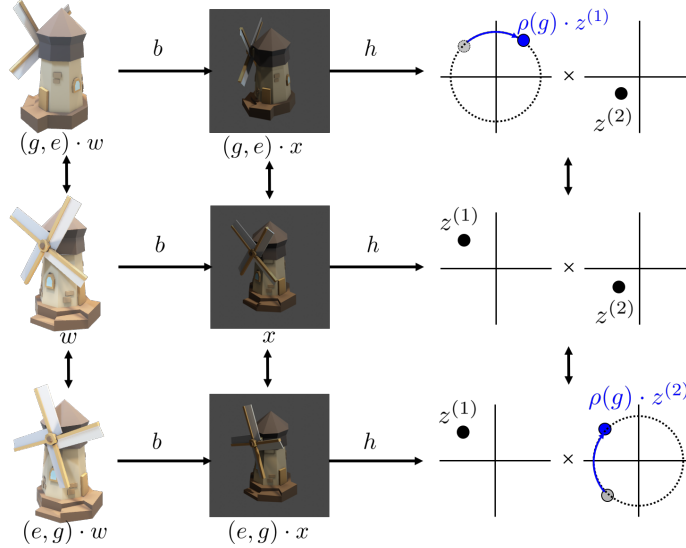 b
h
ρ(g) · z⁽¹⁾
×
z⁽²⁾
(g, e) · w
(g, e) · x
b
h
z⁽¹⁾
×
z⁽²⁾
w
x
b
h
z⁽¹⁾
×
ρ(g) · z⁽²⁾
(e, g) · w
(e, g) · x